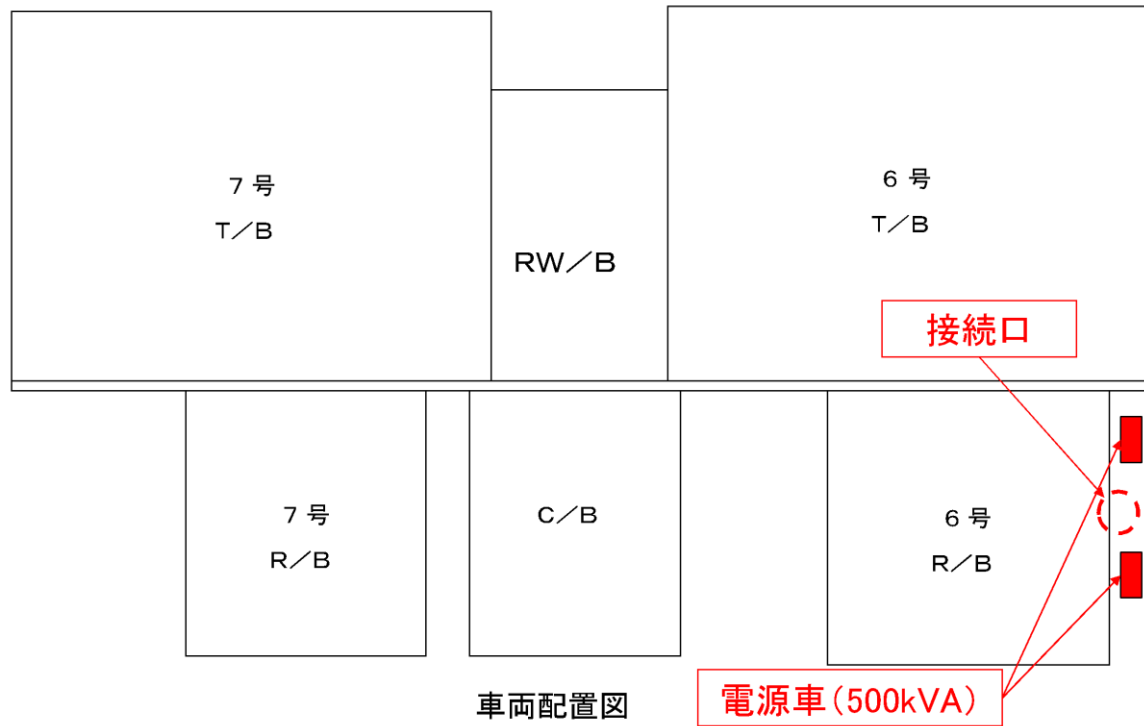 7 号
T/B
RW/B
6 号
T/B
接続口
7 号
R/B
C/B
6 号
R/B
車両配置図
電源車(500kVA)